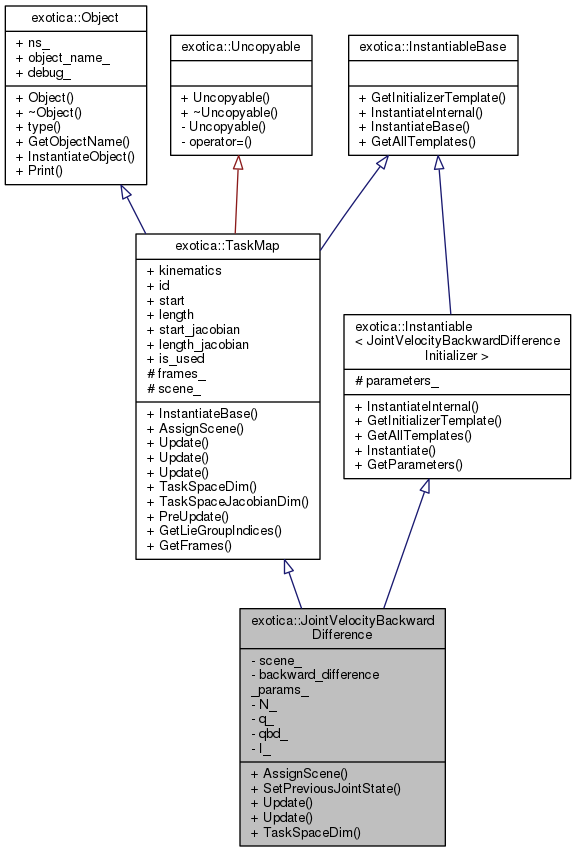 exotica::Object
+ ns_
+ object_name_
+ debug_
+ Object()
+ ~Object()
+ type()
+ GetObjectName()
+ InstantiateObject()
+ Print()
exotica::Uncopyable
+ Uncopyable()
+ ~Uncopyable()
- Uncopyable()
- operator=()
exotica::InstantiableBase
+ GetInitializerTemplate()
+ InstantiateInternal()
+ InstantiateBase()
+ GetAllTemplates()
exotica::TaskMap
+ kinematics
+ id
+ start
+ length
+ start_jacobian
+ length_jacobian
+ is_used
# frames_
# scene_
+ InstantiateBase()
+ AssignScene()
+ Update()
+ Update()
+ Update()
+ TaskSpaceDim()
+ TaskSpaceJacobianDim()
+ PreUpdate()
+ GetLieGroupIndices()
+ GetFrames()
exotica::Instantiable
< JointVelocityBackwardDifference
Initializer >
# parameters_
+ InstantiateInternal()
+ GetInitializerTemplate()
+ GetAllTemplates()
+ Instantiate()
+ GetParameters()
exotica::JointVelocityBackward
Difference
- scene_
- backward_difference
_params_
- N_
- q_
- qbd_
- I_
+ AssignScene()
+ SetPreviousJointState()
+ Update()
+ Update()
+ TaskSpaceDim()